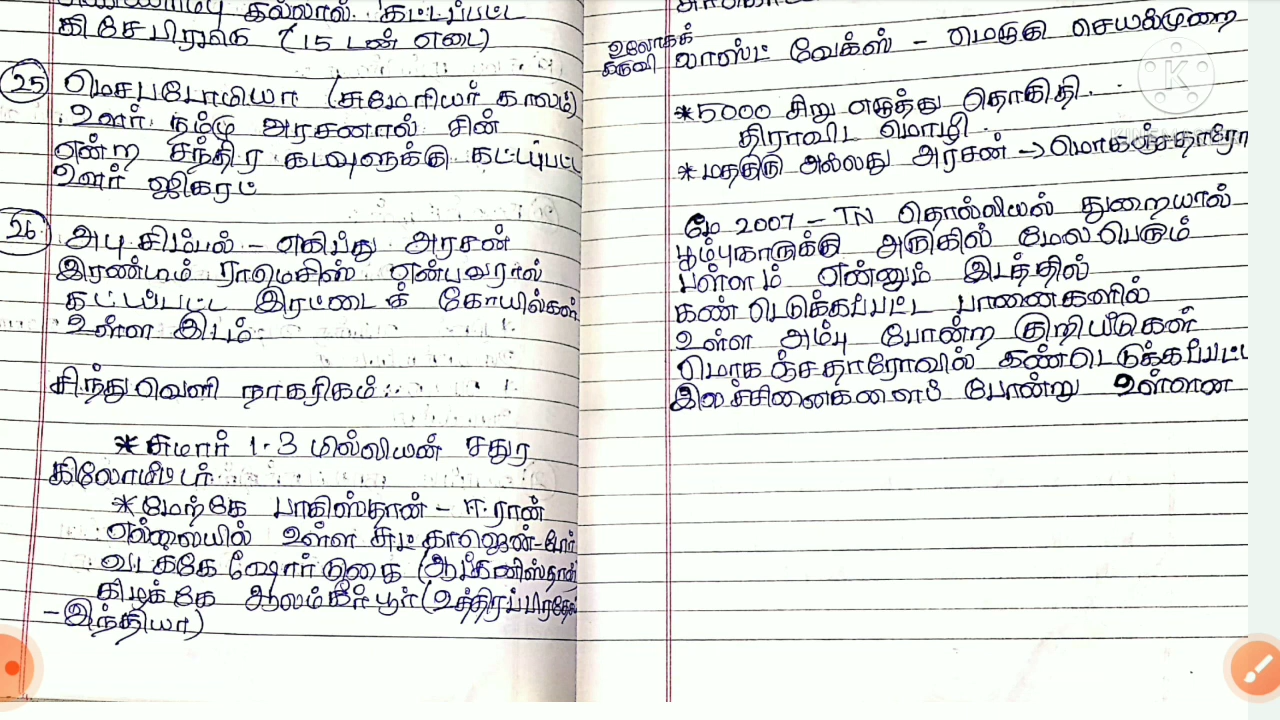 கல்லால் கட்டப்பட்ட
கிசே பிரமிடு (15 டன் எடை)
25 மெசபடோமியா (சுமேரியர் காலம்)
ஊர் நம்மு அரசனால் சின்
என்ற சந்திர கடவுளுக்கு கட்டப்பட்ட
ஊர் ஜிகரட்
26. அபு சிம்பல் - எகிப்து அரசன்
இரண்டாம் ராமெசிஸ் என்பவரால்
கட்டப்பட்ட இரட்டைக் கோயில்கள்
உள்ள இடம்.
சிந்துவெளி நாகரிகம்:
* சுமார் 1.3 மில்லியன் சதுர
கிலோமீட்டர்.
* மேற்கே பாகிஸ்தான் - ஈரான்
எல்லையில் உள்ள சுட்காஜென்-டோர்
வடக்கே ஷோர்டுகை (ஆப்கனிஸ்தான்
கிழக்கே ஆலம்கீர்பூர் (உத்திரப்பிரதேச
- இந்தியா)
உலோகக்
கருவி லாஸ்ட் வேக்ஸ் - மெழுகு செயல்முறை
* 5000 சிறு எழுத்து தொகுதி.
திராவிட மொழி.
* மதகுரு அல்லது அரசன் → மொகஞ்சதாரோ
மே 2007 - TN தொல்லியல் துறையால்
பூம்புகாருக்கு அருகில் மேலபெரும்
பள்ளம் என்னும் இடத்தில்
கண்டெடுக்கப்பட்ட பானைகளில்
உள்ள அம்பு போன்ற குறியீடுகள்
மொகஞ்சதாரோவில் கண்டெடுக்கப்பட்ட
இலச்சினைகளைப் போன்று உள்ளன